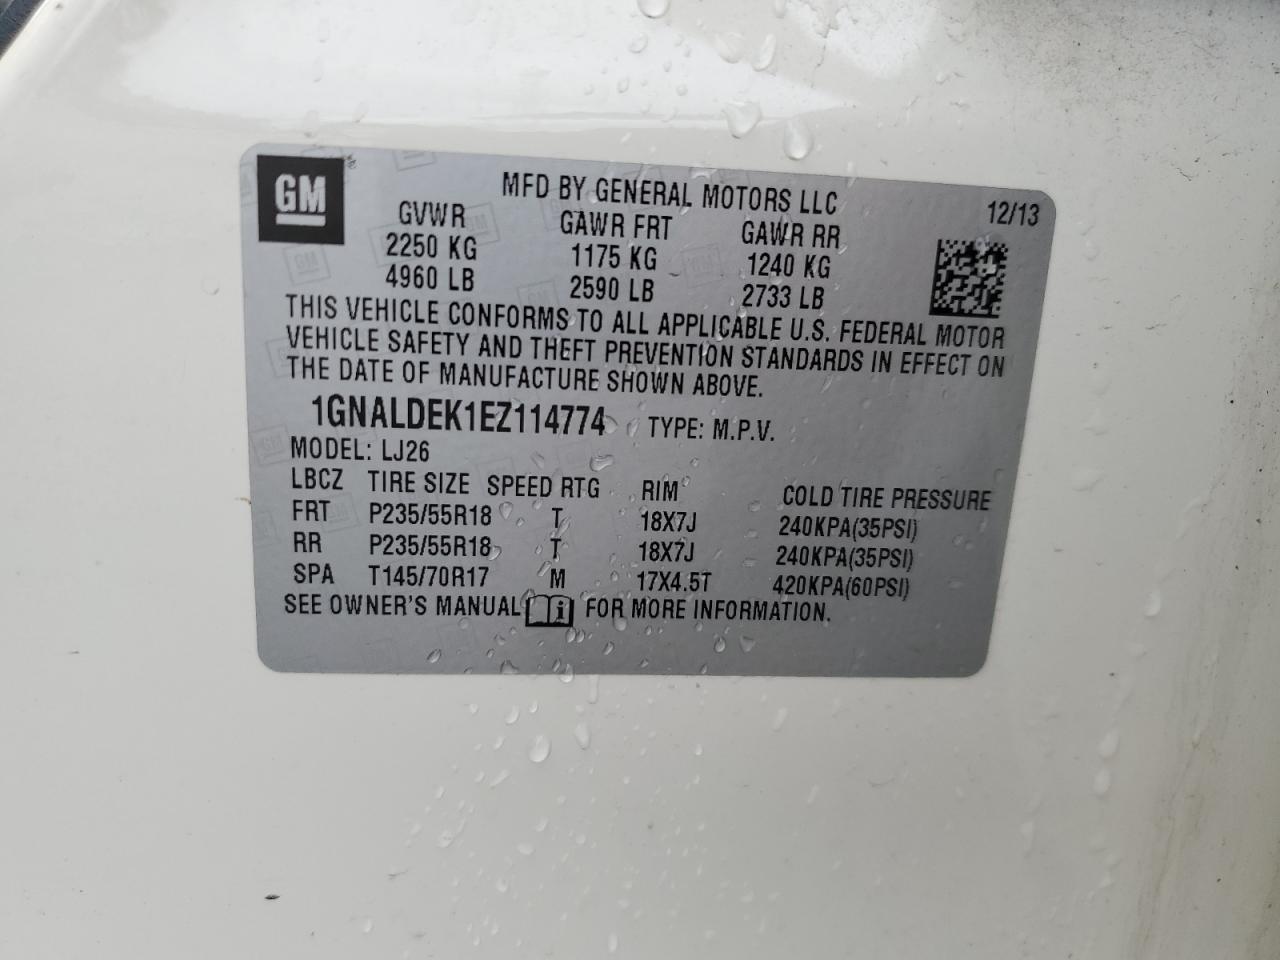 GM
MFD BY GENERAL MOTORS LLC
12/13
GVWR GAWR FRT GAWR RR
2250 KG 1175 KG 1240 KG
4960 LB 2590 LB 2733 LB
THIS VEHICLE CONFORMS TO ALL APPLICABLE U.S. FEDERAL MOTOR
VEHICLE SAFETY AND THEFT PREVENTION STANDARDS IN EFFECT ON
THE DATE OF MANUFACTURE SHOWN ABOVE.
1GNALDEK1EZ114774 TYPE: M.P.V.
MODEL: LJ26
LBCZ TIRE SIZE SPEED RTG RIM COLD TIRE PRESSURE
FRT P235/55R18 T 18X7J 240KPA(35PSI)
RR P235/55R18 T 18X7J 240KPA(35PSI)
SPA T145/70R17 M 17X4.5T 420KPA(60PSI)
SEE OWNER'S MANUAL i FOR MORE INFORMATION.